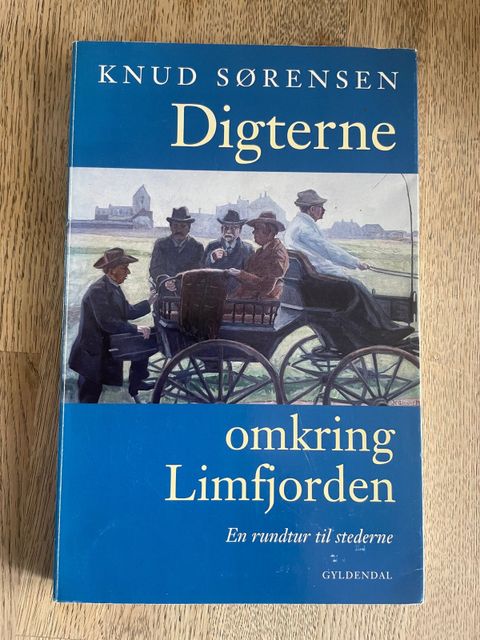 KNUD SØRENSEN
Digterne
omkring
Limfjorden
En rundtur til stederne
GYLDENDAL